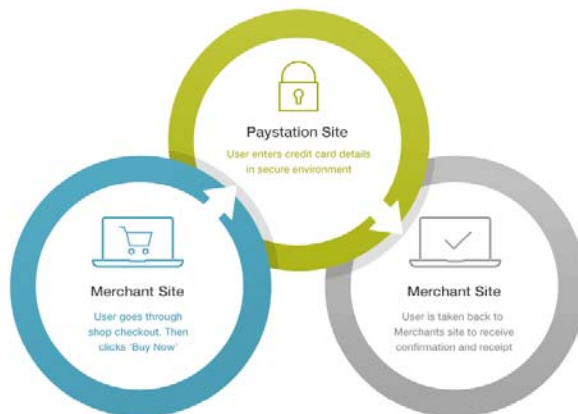 Paystation Site
User enters credit card details
in secure environment
Merchant Site
User goes through
shop checkout. Then
clicks 'Buy Now'
Merchant Site
User is taken back to
Merchants site to receive
confirmation and receipt